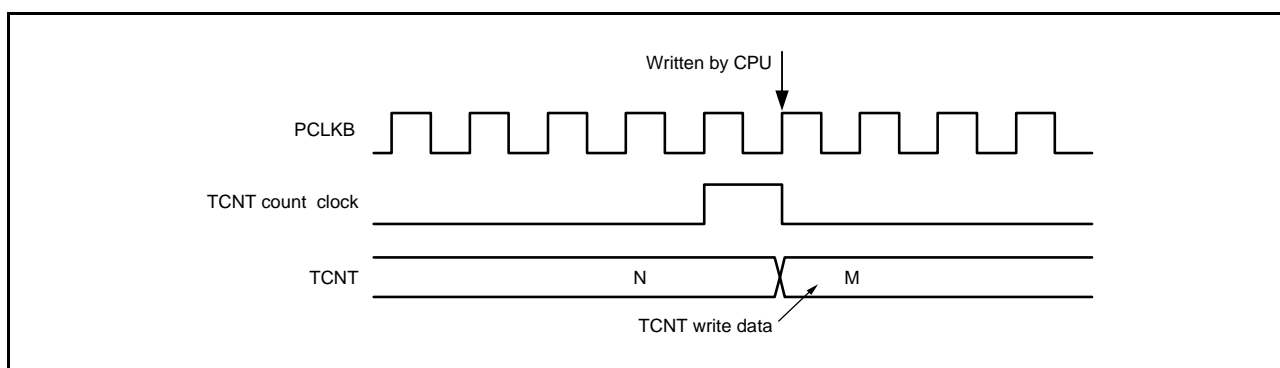 Written by CPU
PCLKB
TCNT count clock
TCNT
N
M
TCNT write data